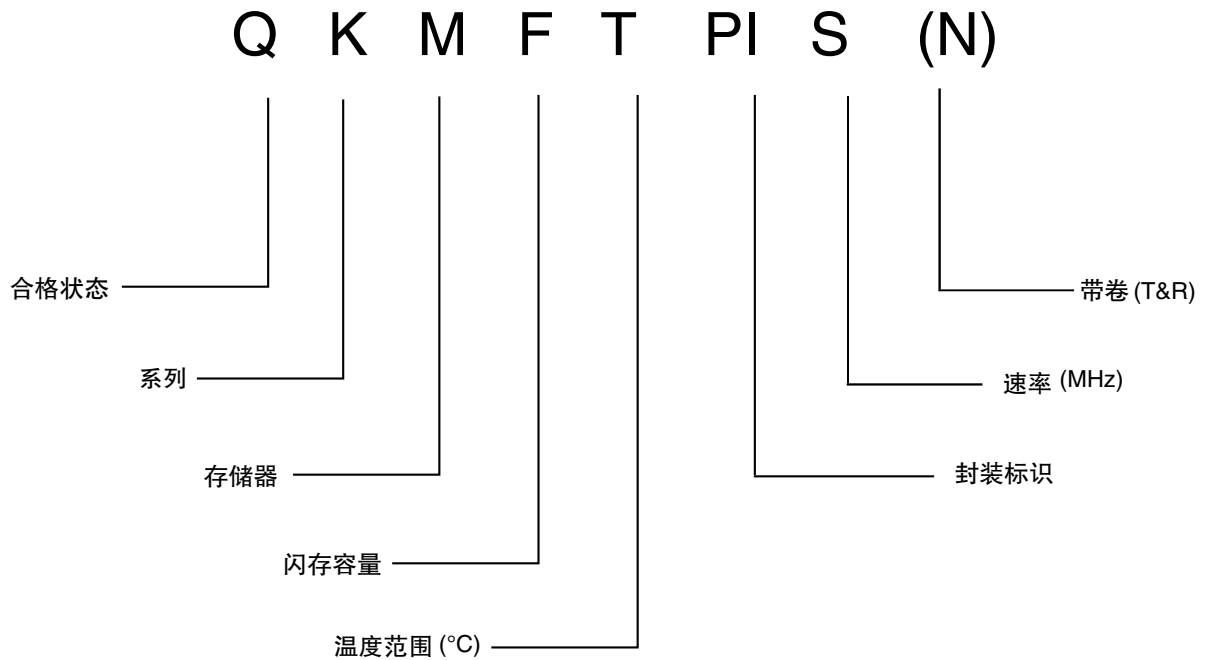 Q K M F T PI S (N)
合格状态
带卷 (T&R)
系列
速率 (MHz)
存储器
封装标识
闪存容量
温度范围 (°C)